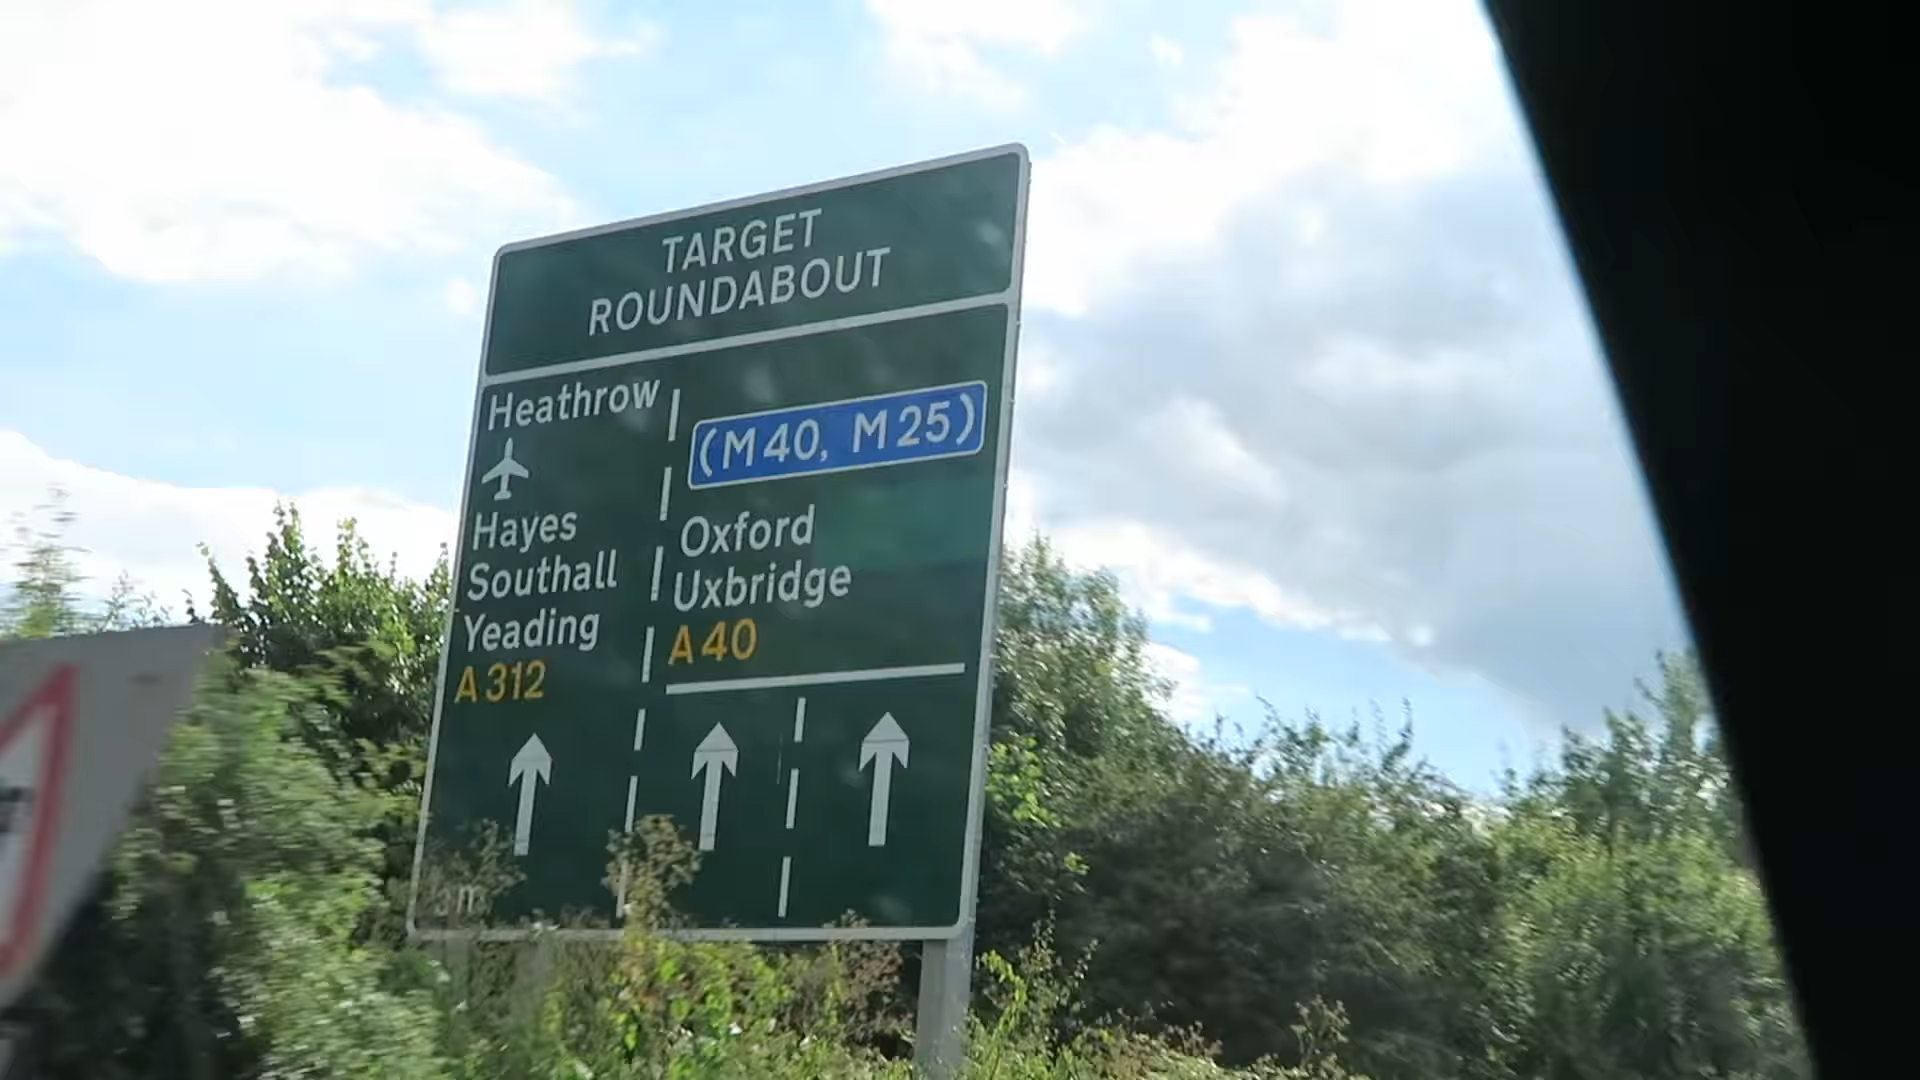 TARGET
ROUNDABOUT
Heathrow
Hayes
Southall
Yeading
A312
(M40, M25)
Oxford
Uxbridge
A40